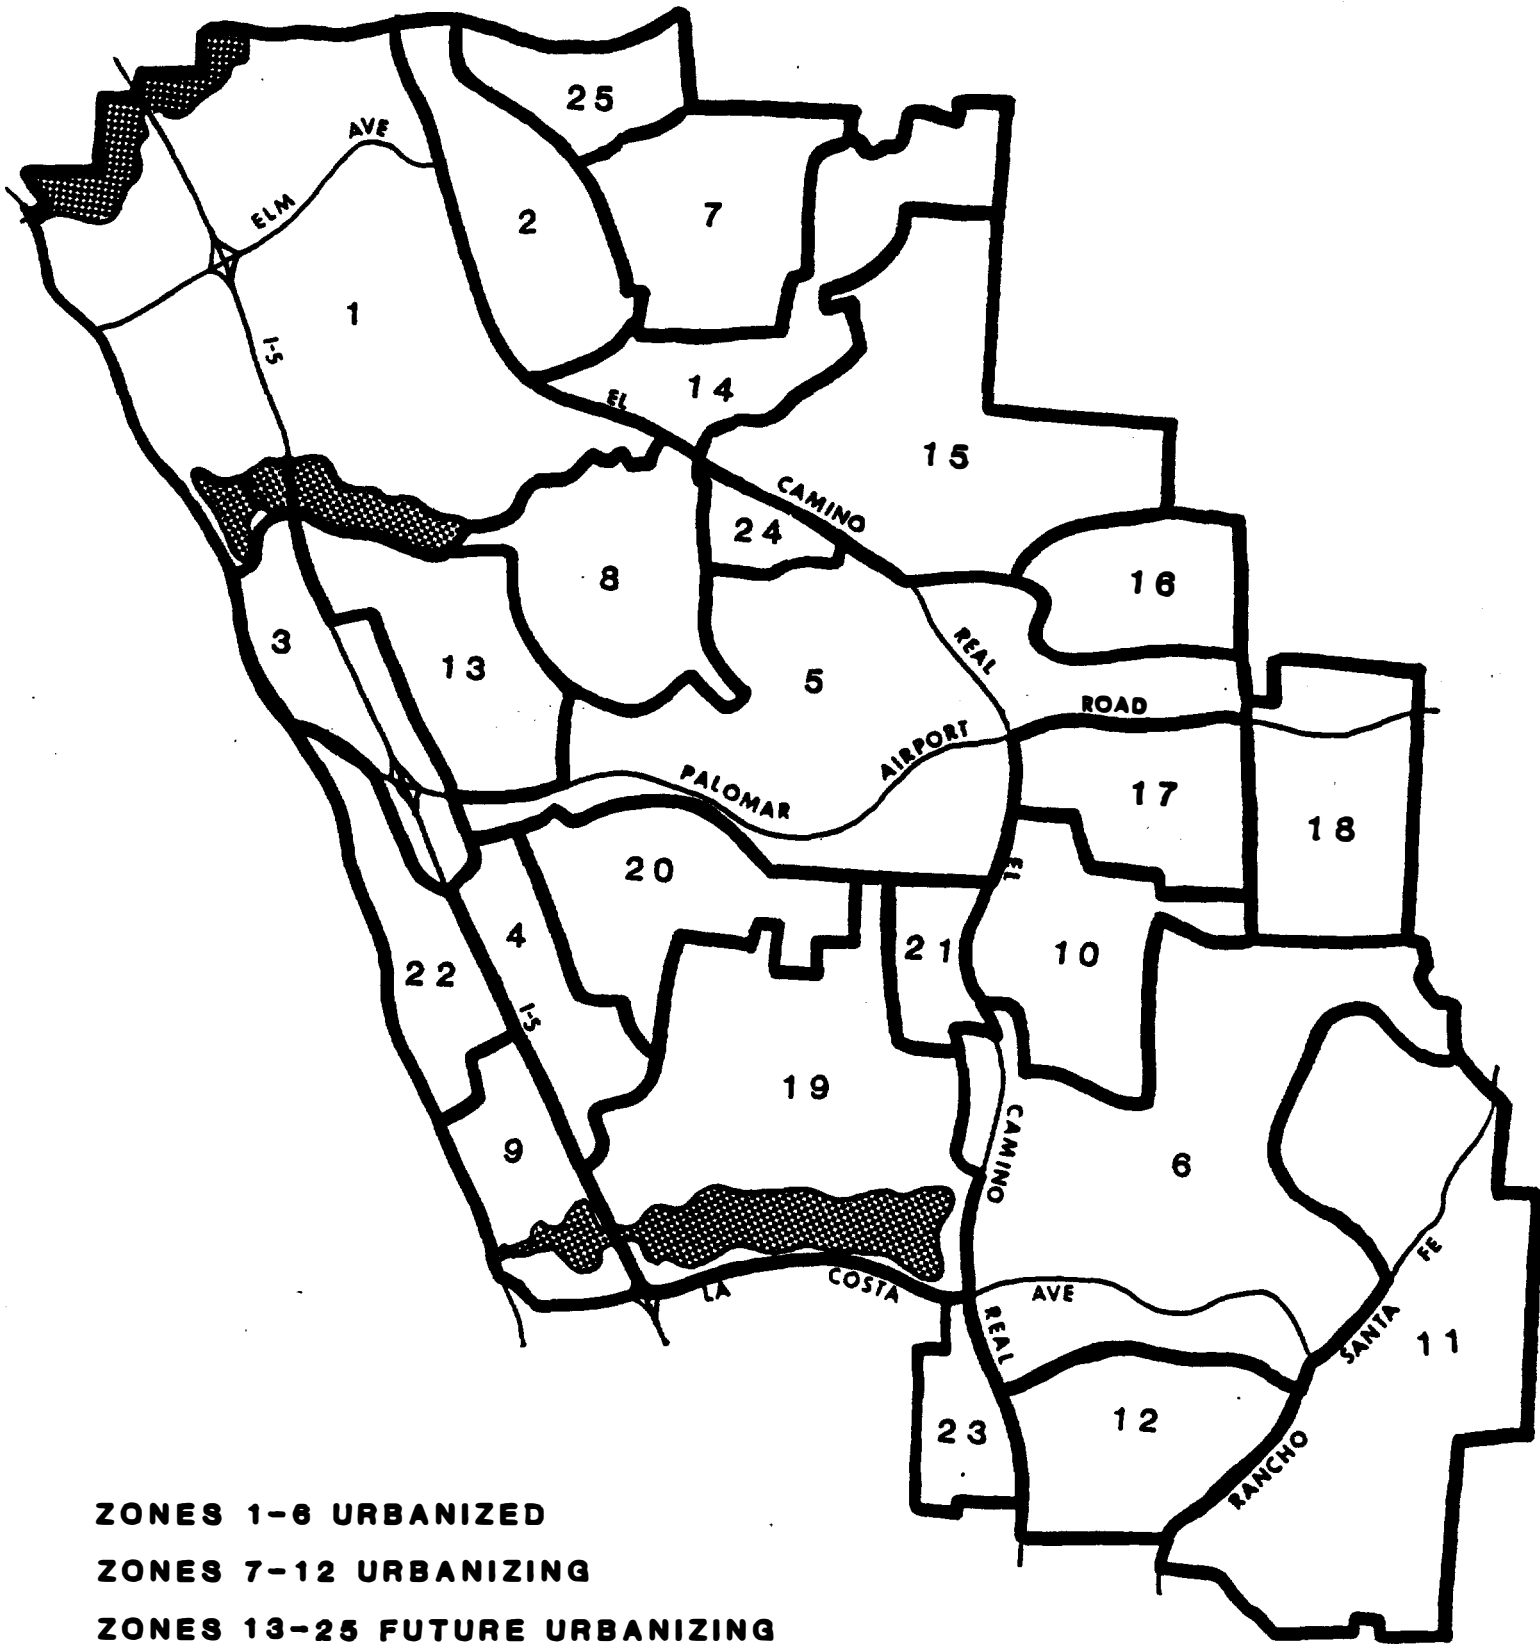 25
AVE
ELM
2
7
1
I-5
14
EL
15
CAMINO
24
16
8
3
13
REAL
5
ROAD
AIRPORT
PALOMAR
17
18
20
EL
4
21
10
22
I-5
19
CAMINO
9
6
FE
LA
COSTA
AVE
REAL
SANTA
11
12
23
RANCHO
ZONES 1-6 URBANIZED
ZONES 7-12 URBANIZING
ZONES 13-25 FUTURE URBANIZING